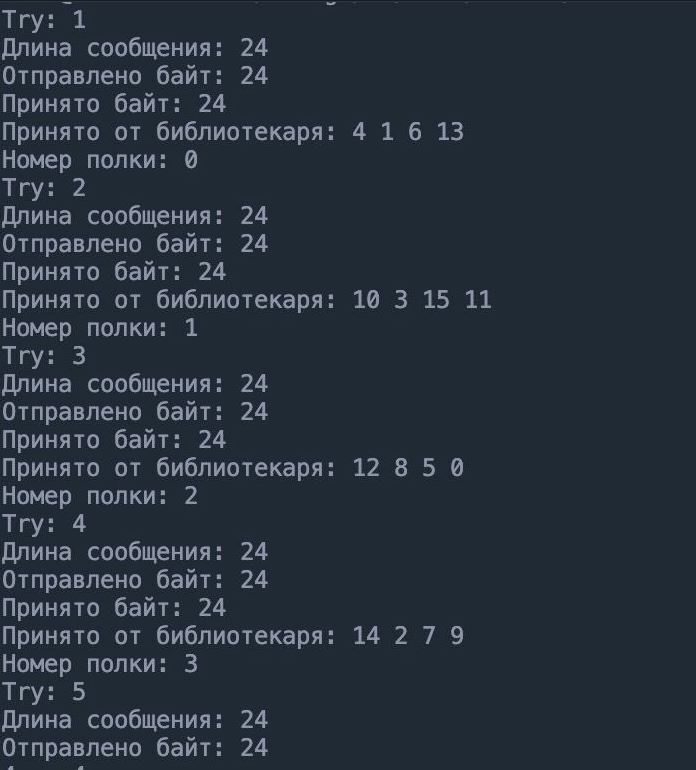 Try: 1
Длина сообщения: 24
Отправлено байт: 24
Принято байт: 24
Принято от библиотекаря: 4 1 6 13
Номер полки: 0
Try: 2
Длина сообщения: 24
Отправлено байт: 24
Принято байт: 24
Принято от библиотекаря: 10 3 15 11
Номер полки: 1
Try: 3
Длина сообщения: 24
Отправлено байт: 24
Принято байт: 24
Принято от библиотекаря: 12 8 5 0
Номер полки: 2
Try: 4
Длина сообщения: 24
Отправлено байт: 24
Принято байт: 24
Принято от библиотекаря: 14 2 7 9
Номер полки: 3
Try: 5
Длина сообщения: 24
Отправлено байт: 24